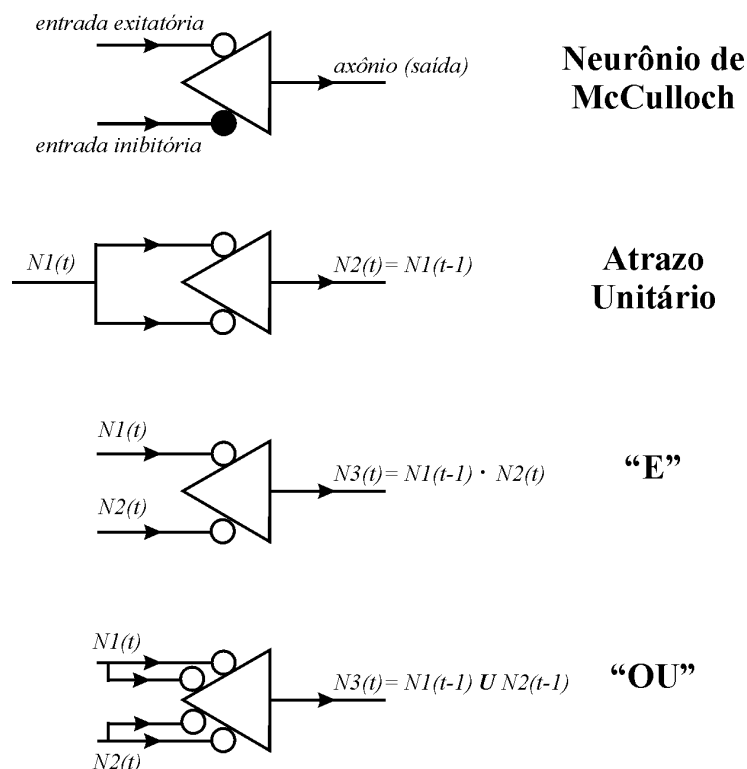 entrada exitatória
axônio (saída)
entrada inibitória
Neurônio de
McCulloch
N1(t)
N2(t)= N1(t-1)
Atrazo
Unitário
N1(t)
N2(t)
N3(t)= N1(t-1) · N2(t)
“E”
N1(t)
N2(t)
N3(t)= N1(t-1) U N2(t-1)
“OU”